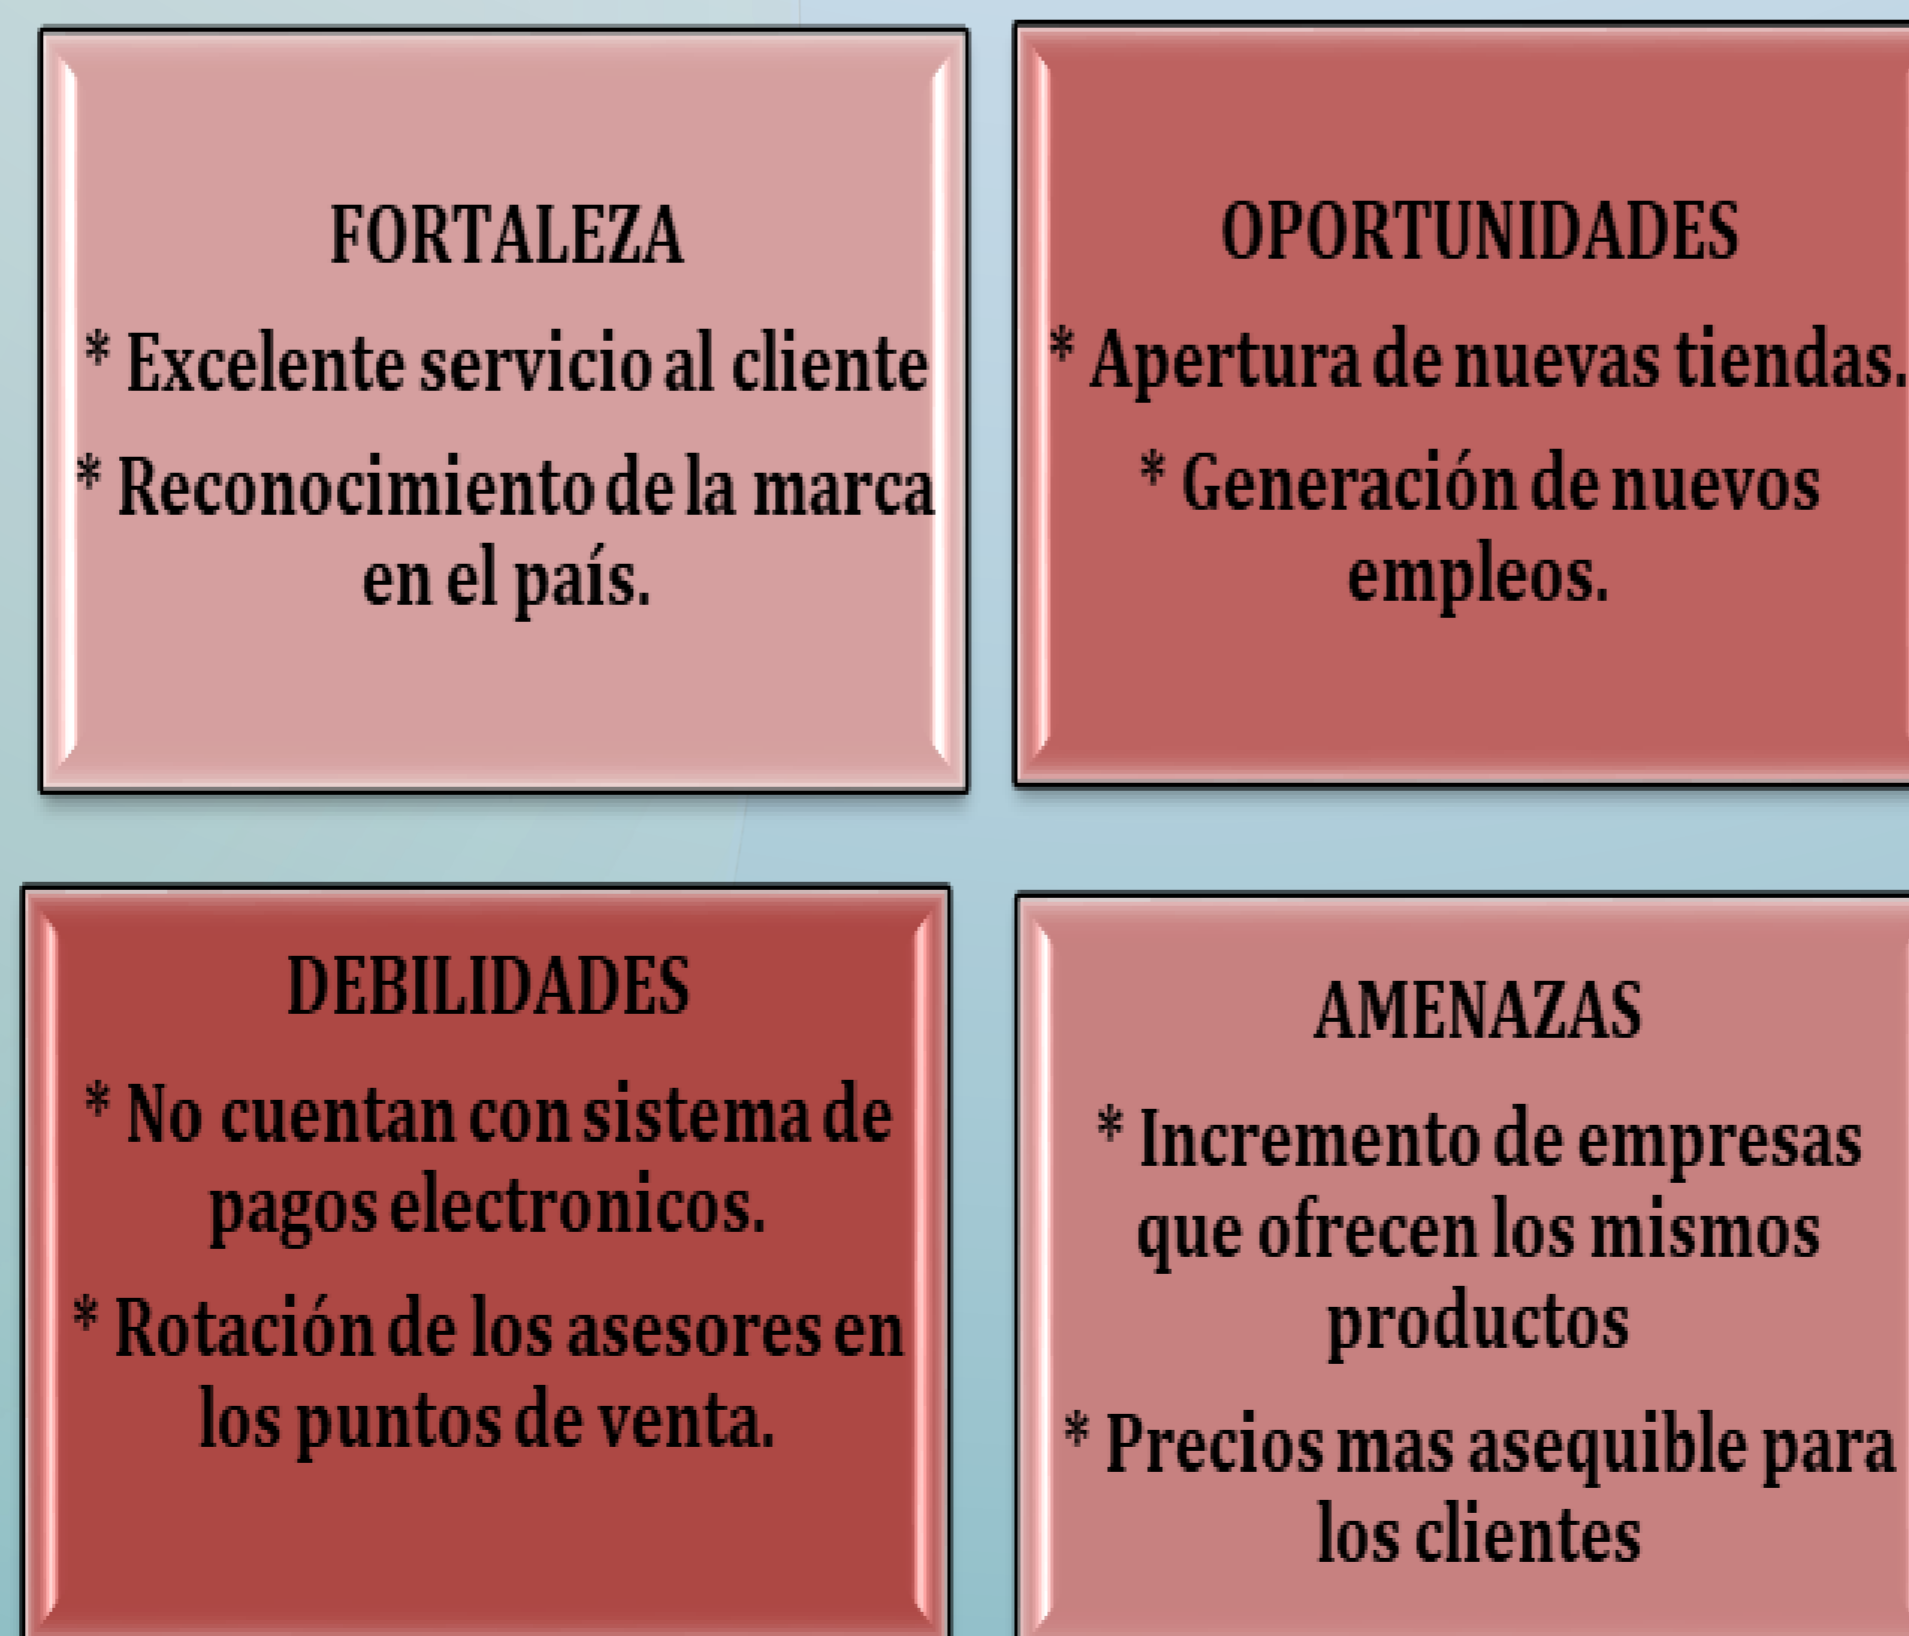 FORTALEZA
* Excelente servicio al cliente
* Reconocimiento de la marca
en el país.
OPORTUNIDADES
* Apertura de nuevas tiendas.
* Generación de nuevos
empleos.
DEBILIDADES
* No cuentan con sistema de
pagos electronicos.
* Rotación de los asesores en
los puntos de venta.
AMENAZAS
* Incremento de empresas
que ofrecen los mismos
productos
* Precios mas asequible para
los clientes